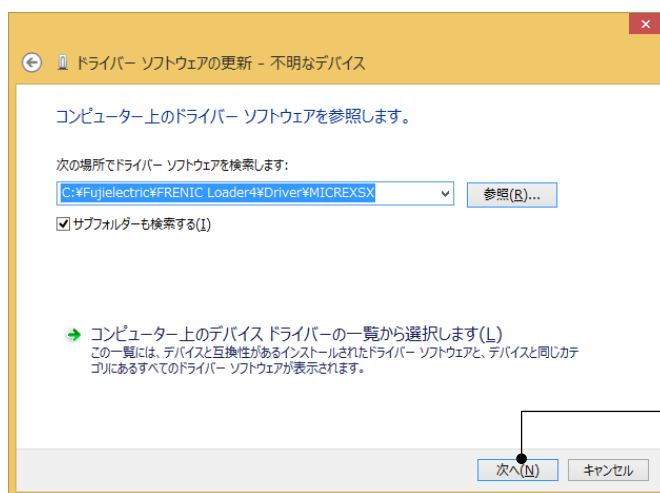 ドライバー ソフトウェアの更新 - 不明なデバイス
コンピューター上のドライバー ソフトウェアを参照します。
次の場所でドライバー ソフトウェアを検索します:
C:¥Fujielectric¥FRENIC Loader4¥Driver¥MICREXSX
参照(R)...
サブフォルダーも検索する(I)
コンピューター上のデバイス ドライバーの一覧から選択します(L)
この一覧には、デバイスと互換性があるインストールされたドライバー ソフトウェアと、デバイスと同じカテ
ゴリにあるすべてのドライバー ソフトウェアが表示されます。
次へ(N)
キャンセル